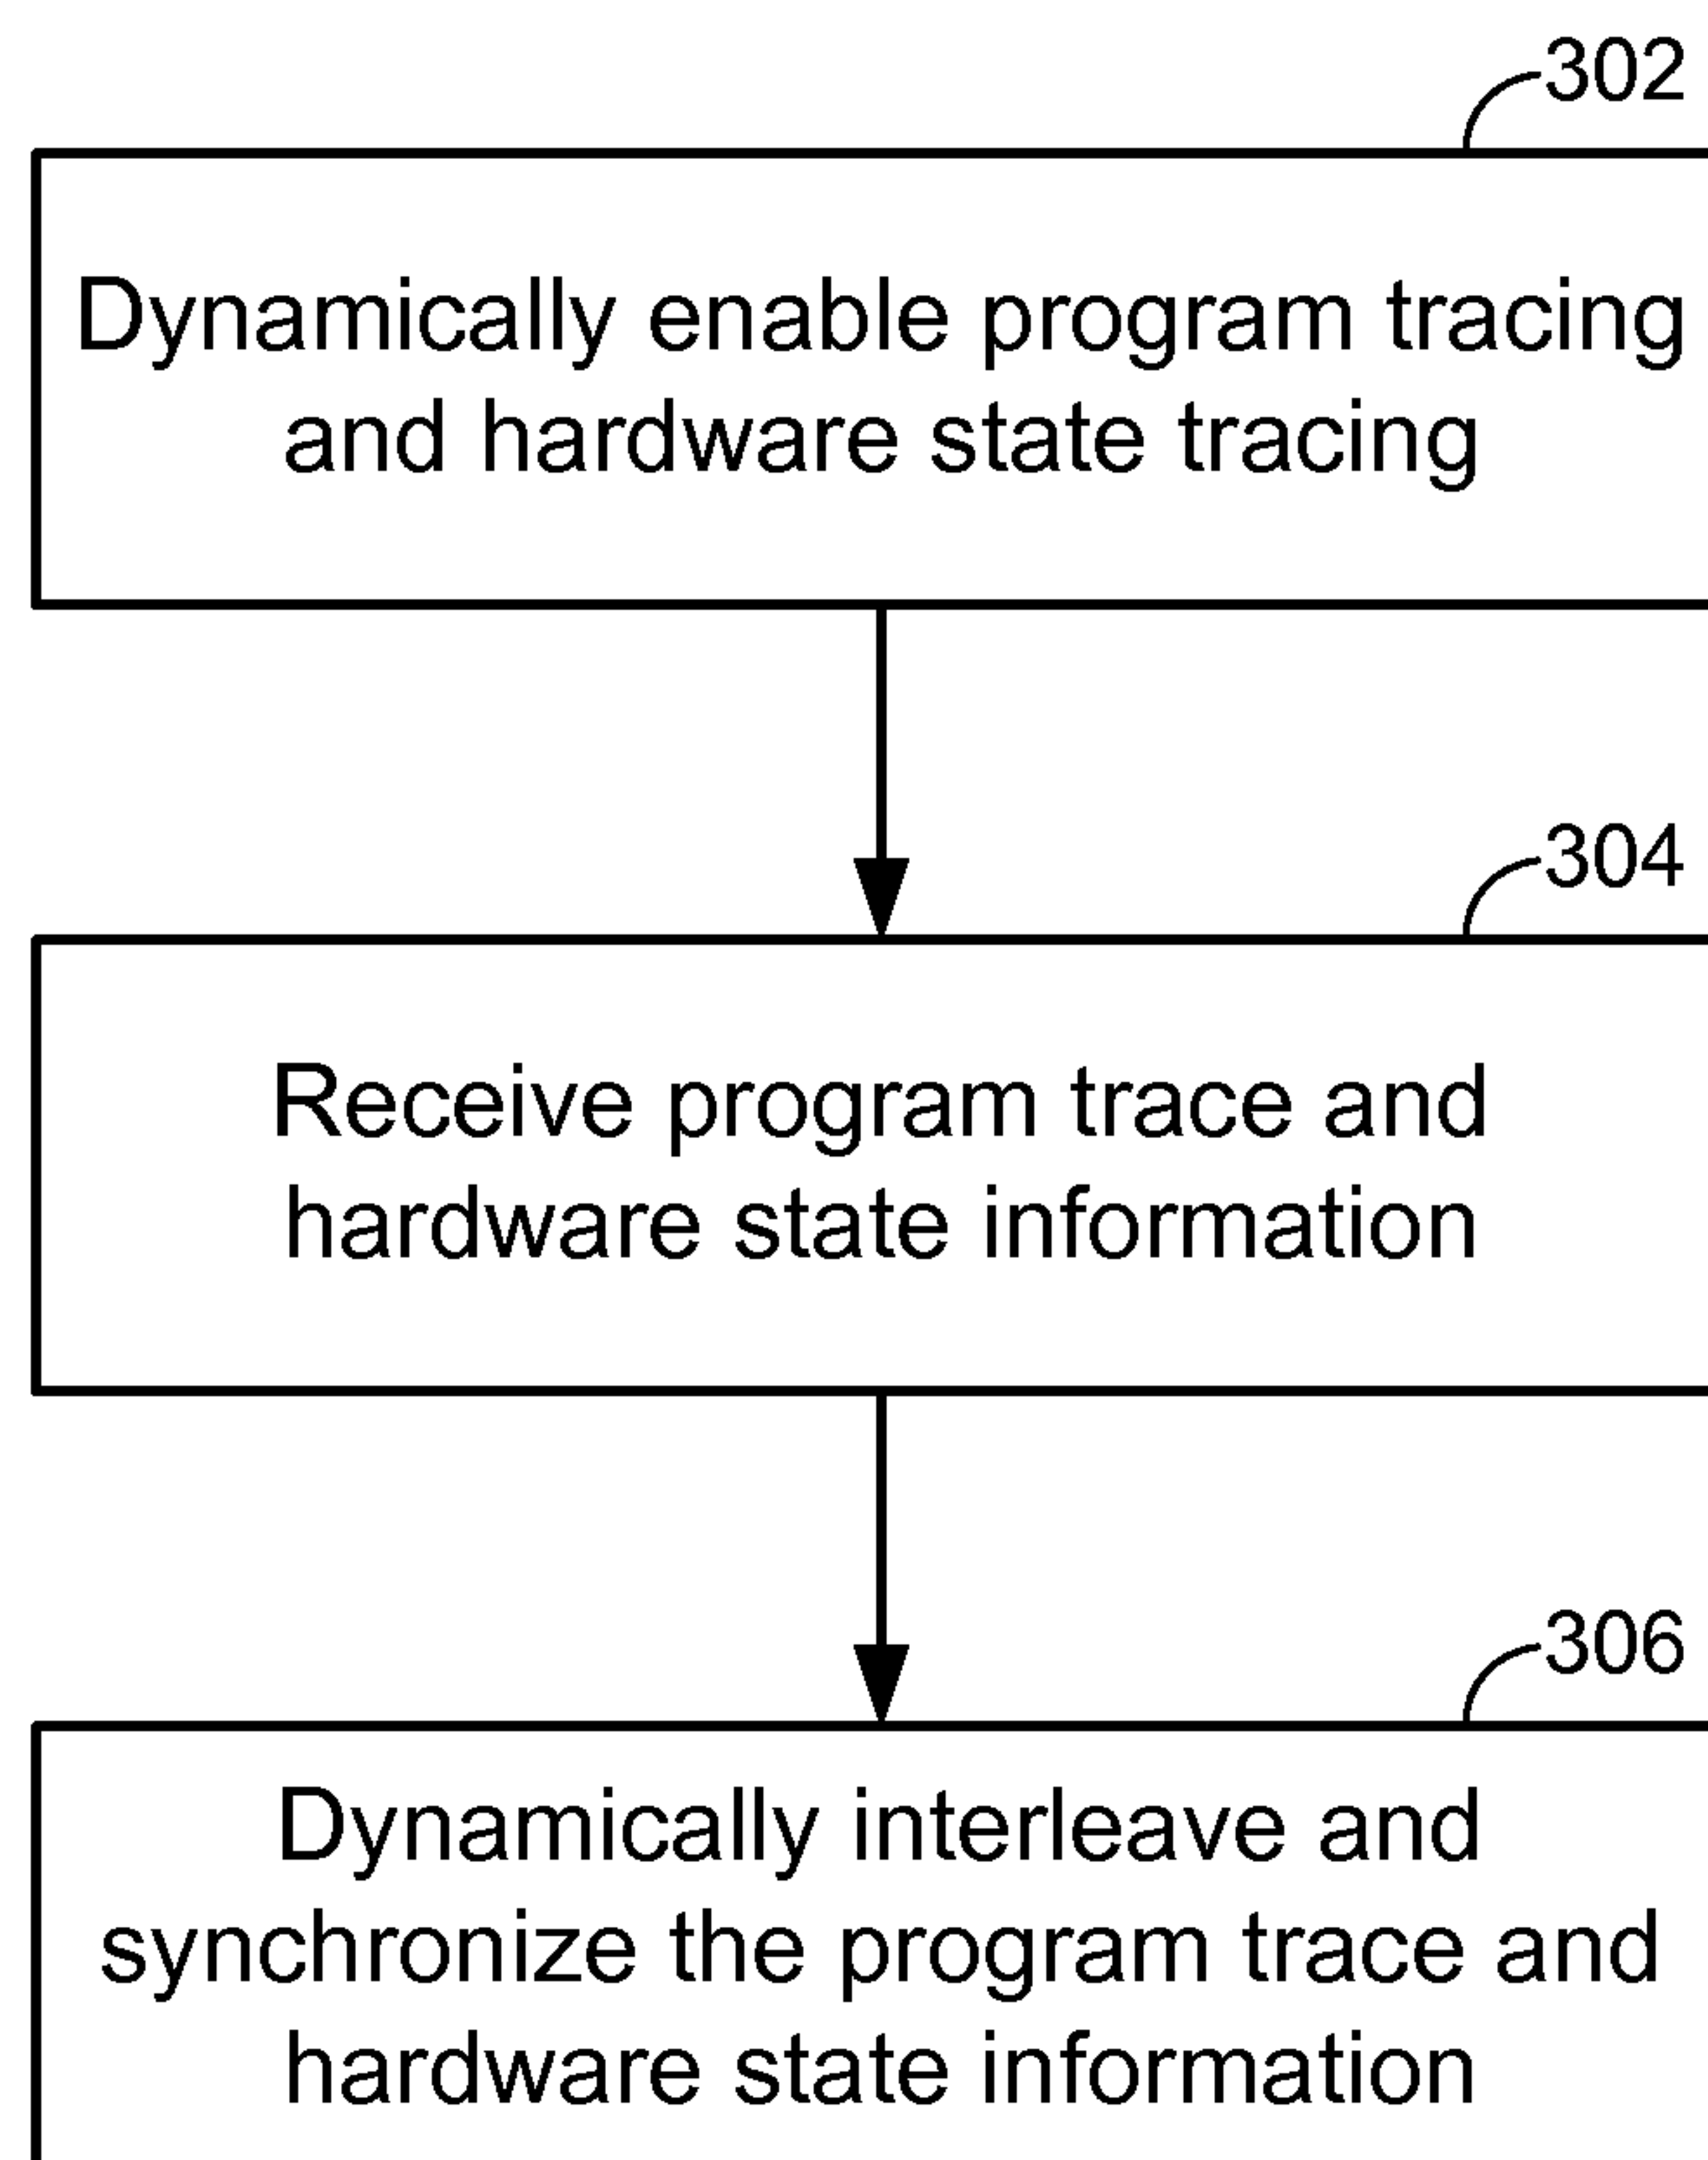 302
Dynamically enable program tracing
and hardware state tracing
304
Receive program trace and
hardware state information
306
Dynamically interleave and
synchronize the program trace and
hardware state information